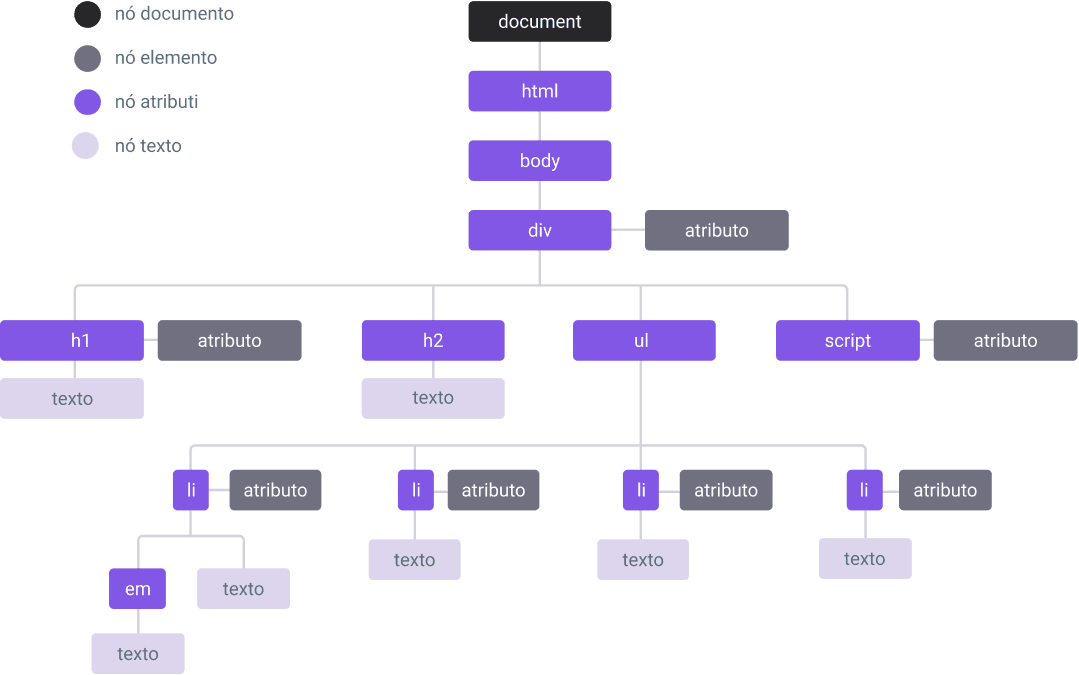 nó documento
nó elemento
nó atributi
nó texto
document
html
body
div
atributo
h1
atributo
h2
ul
script
atributo
texto
texto
li
atributo
li
atributo
li
atributo
li
atributo
texto
texto
texto
em
texto
texto